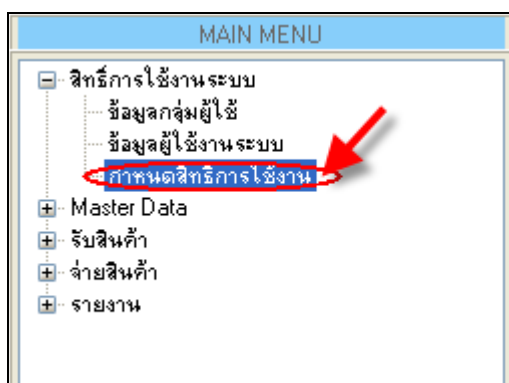 MAIN MENU
สิทธิ์การใช้งานระบบ
ข้อมูลกลุ่มผู้ใช้
ข้อมูลผู้ใช้งานระบบ
กำหนดสิทธิการใช้งาน
Master Data
รับสินค้า
จ่ายสินค้า
รายงาน